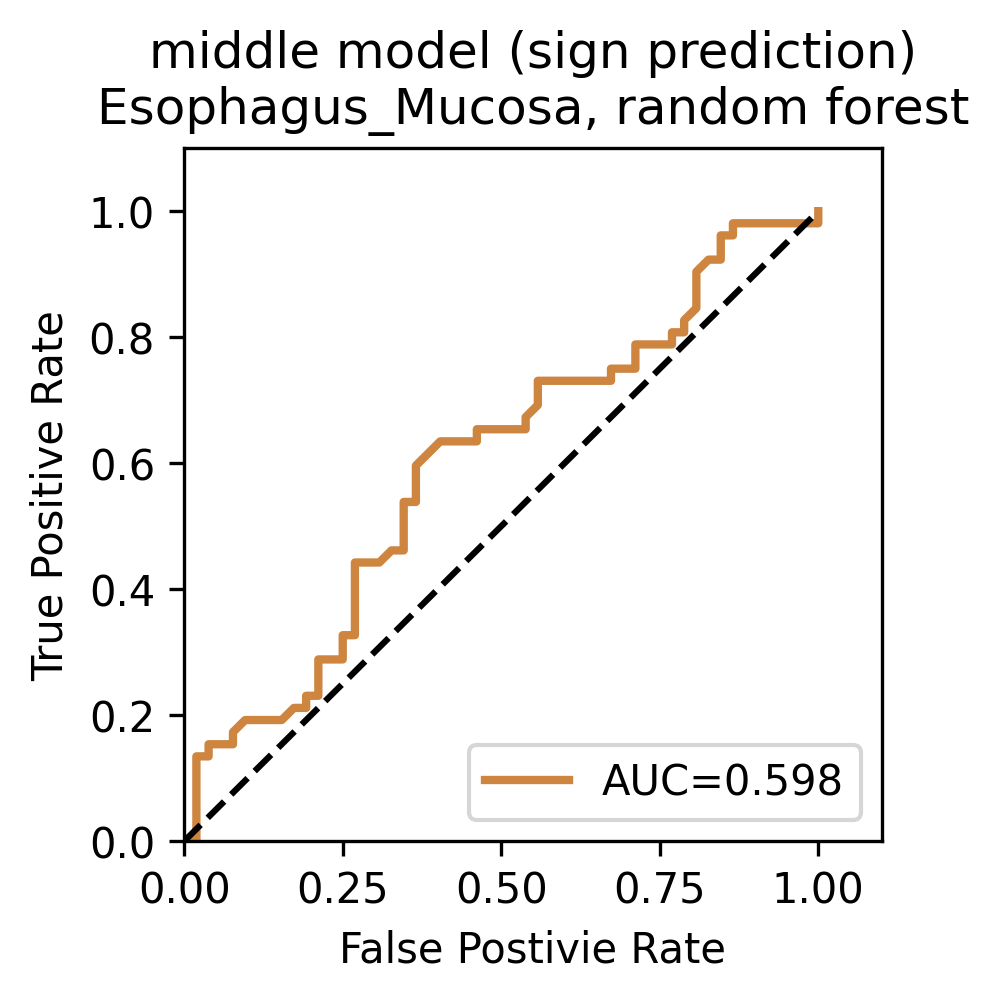 middle model (sign prediction)
Esophagus_Mucosa, random forest
1.0
0.8
0.6
0.4
0.2
0.0
True Positive Rate
AUC=0.598
0.00 0.25 0.50 0.75 1.00
False Postivie Rate